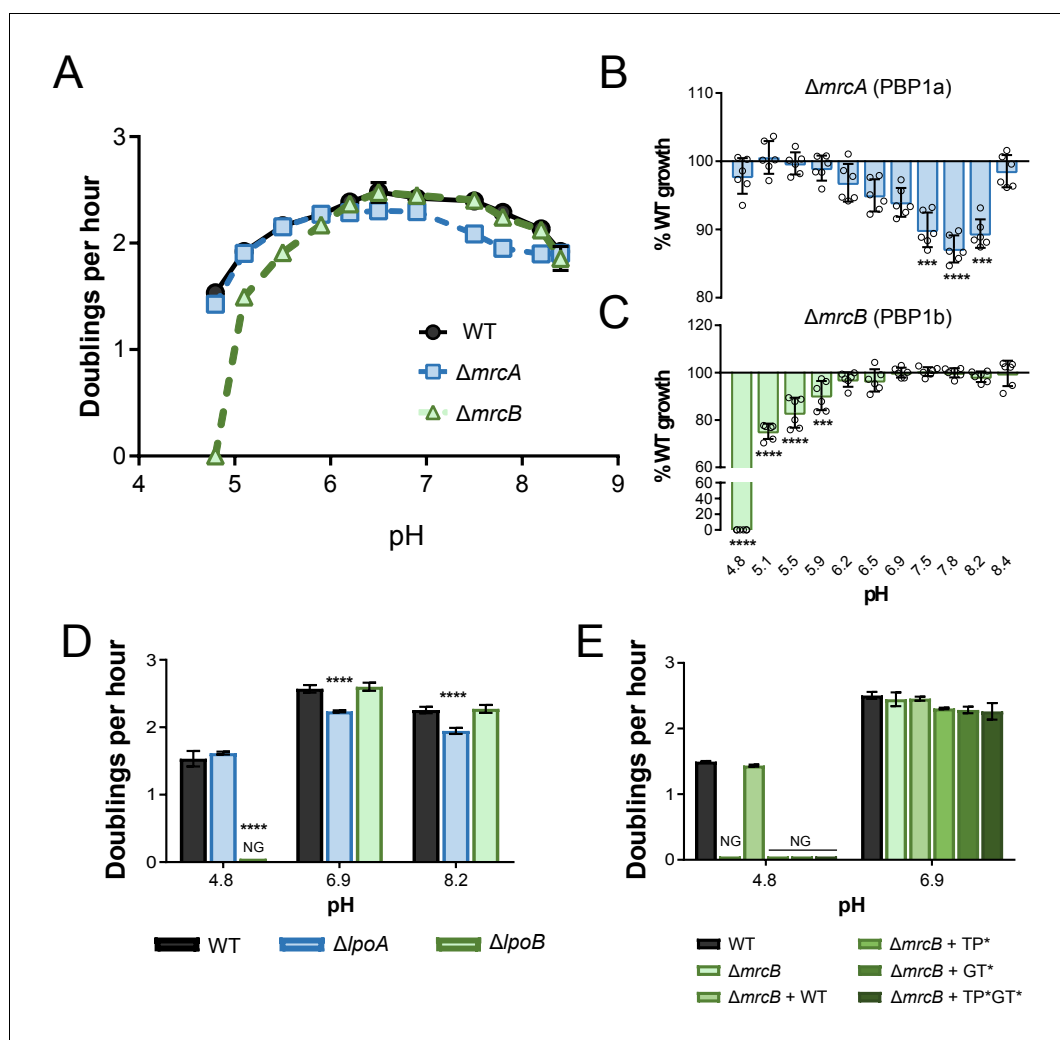 A
Doublings per hour
3
2
1
0
4
5
6
7
8
9
pH
WT
ΔmrcA
ΔmrcB
B
ΔmrcA (PBP1a)
% WT growth
110
100
90
80
***
****
***
C
ΔmrcB (PBP1b)
% WT growth
120
100
80
60
60
40
20
0
****
****
****
***
4.8
5.1
5.5
5.9
6.2
6.5
6.9
7.5
7.8
8.2
8.4
pH
D
Doublings per hour
3
2
1
0
****
NG
****
****
4.8
6.9
8.2
pH
WT
ΔlpoA
ΔlpoB
E
Doublings per hour
3
2
1
0
NG
NG
4.8
6.9
pH
WT
ΔmrcB
ΔmrcB + WT
ΔmrcB + TP*
ΔmrcB + GT*
ΔmrcB + TP*GT*